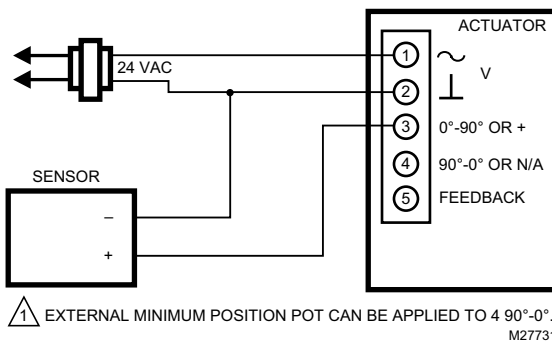 ACTUATOR
24 VAC
1
V
2
3 0°-90° OR +
4 90°-0° OR N/A
5 FEEDBACK
SENSOR
–
+
1 EXTERNAL MINIMUM POSITION POT CAN BE APPLIED TO 4 90°-0°.
M27731